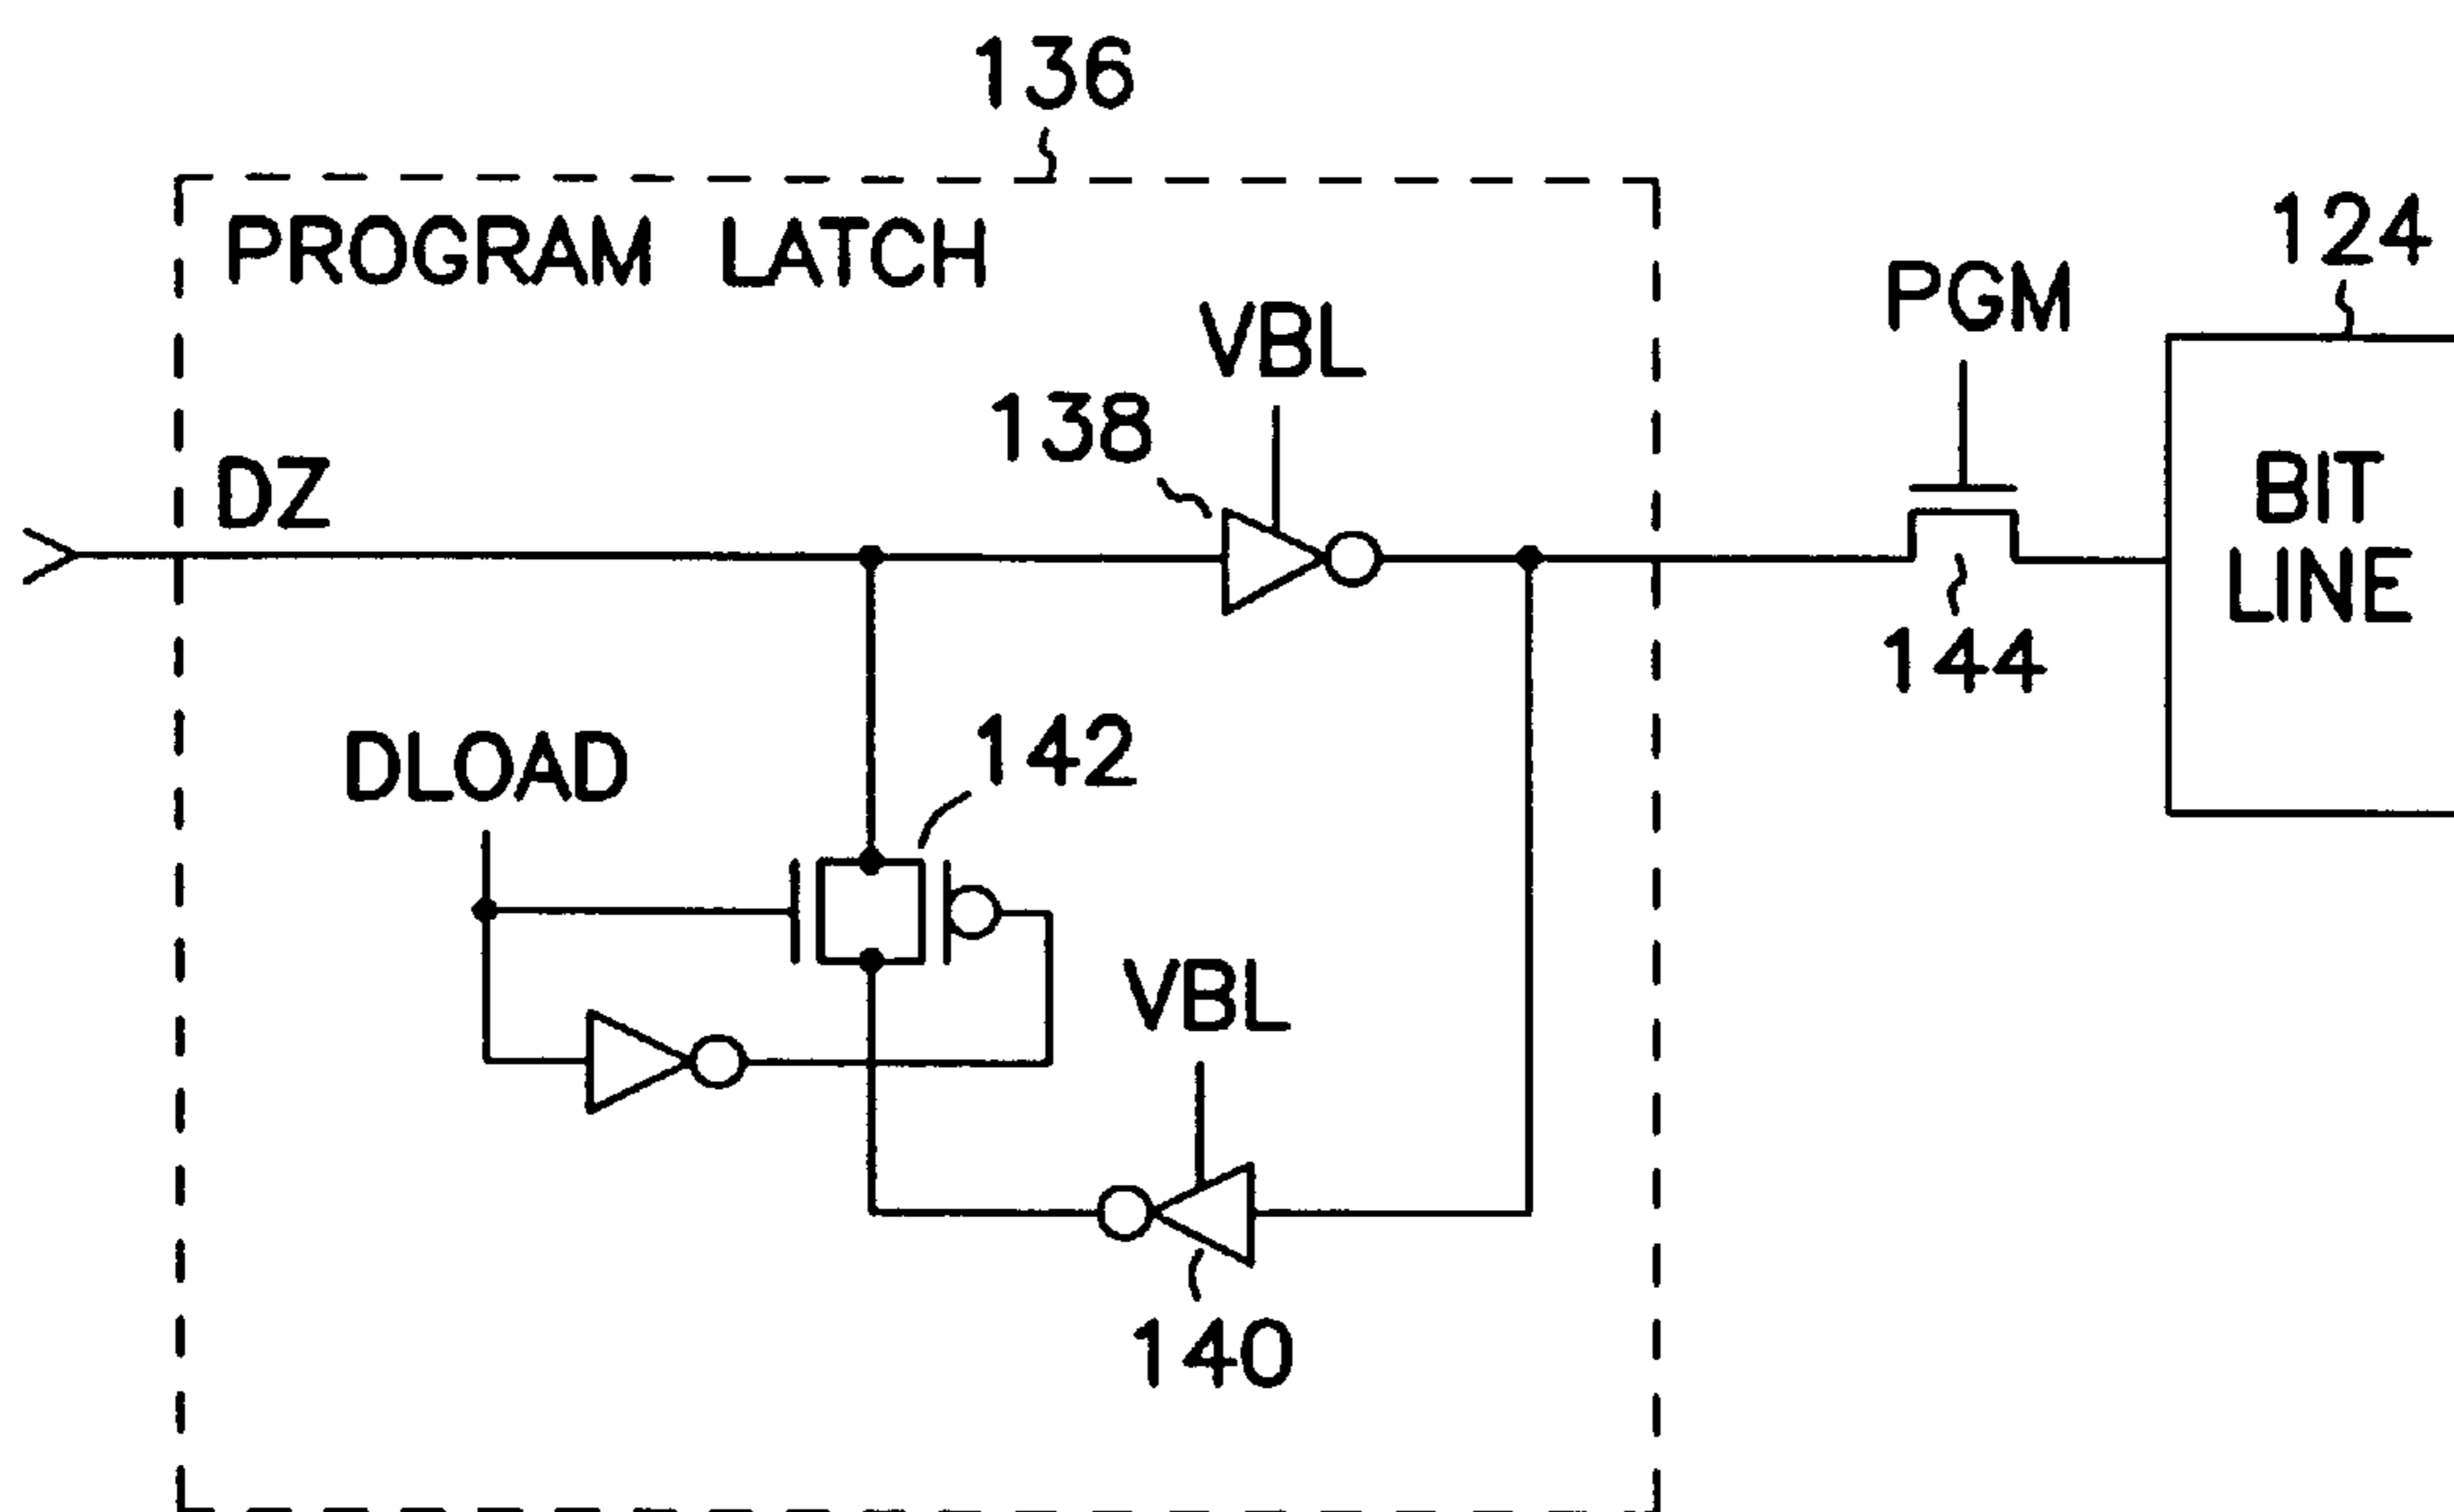 136
PROGRAM LATCH
124
PGM
VBL
138
DZ
BIT
LINE
144
DLOAD
142
VBL
140